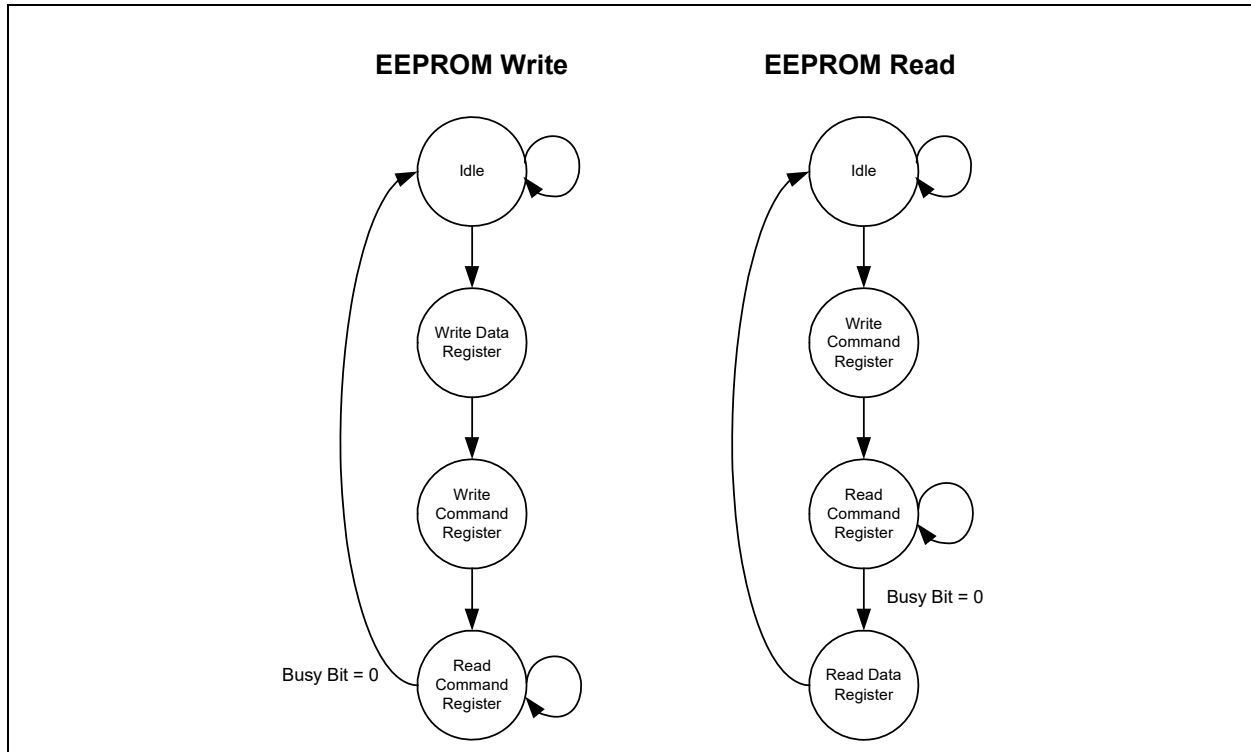 EEPROM Write
Idle
Write Data
Register
Write
Command
Register
Read
Command
Register
Busy Bit = 0
EEPROM Read
Idle
Write
Command
Register
Read
Command
Register
Busy Bit = 0
Read Data
Register